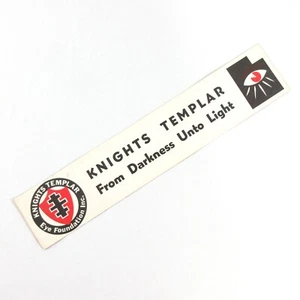 KNIGHTS TEMPLAR
From Darkness Unto Light
KNIGHTS TEMPLAR
Eye Foundation Inc.